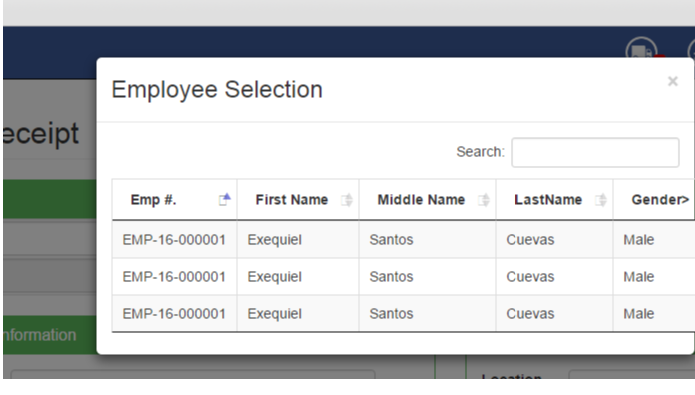 Employee Selection ×
eceipt
Search:
Emp #. First Name Middle Name LastName Gender>
EMP-16-000001 Exequiel Santos Cuevas Male
EMP-16-000001 Exequiel Santos Cuevas Male
EMP-16-000001 Exequiel Santos Cuevas Male
nformation
Location